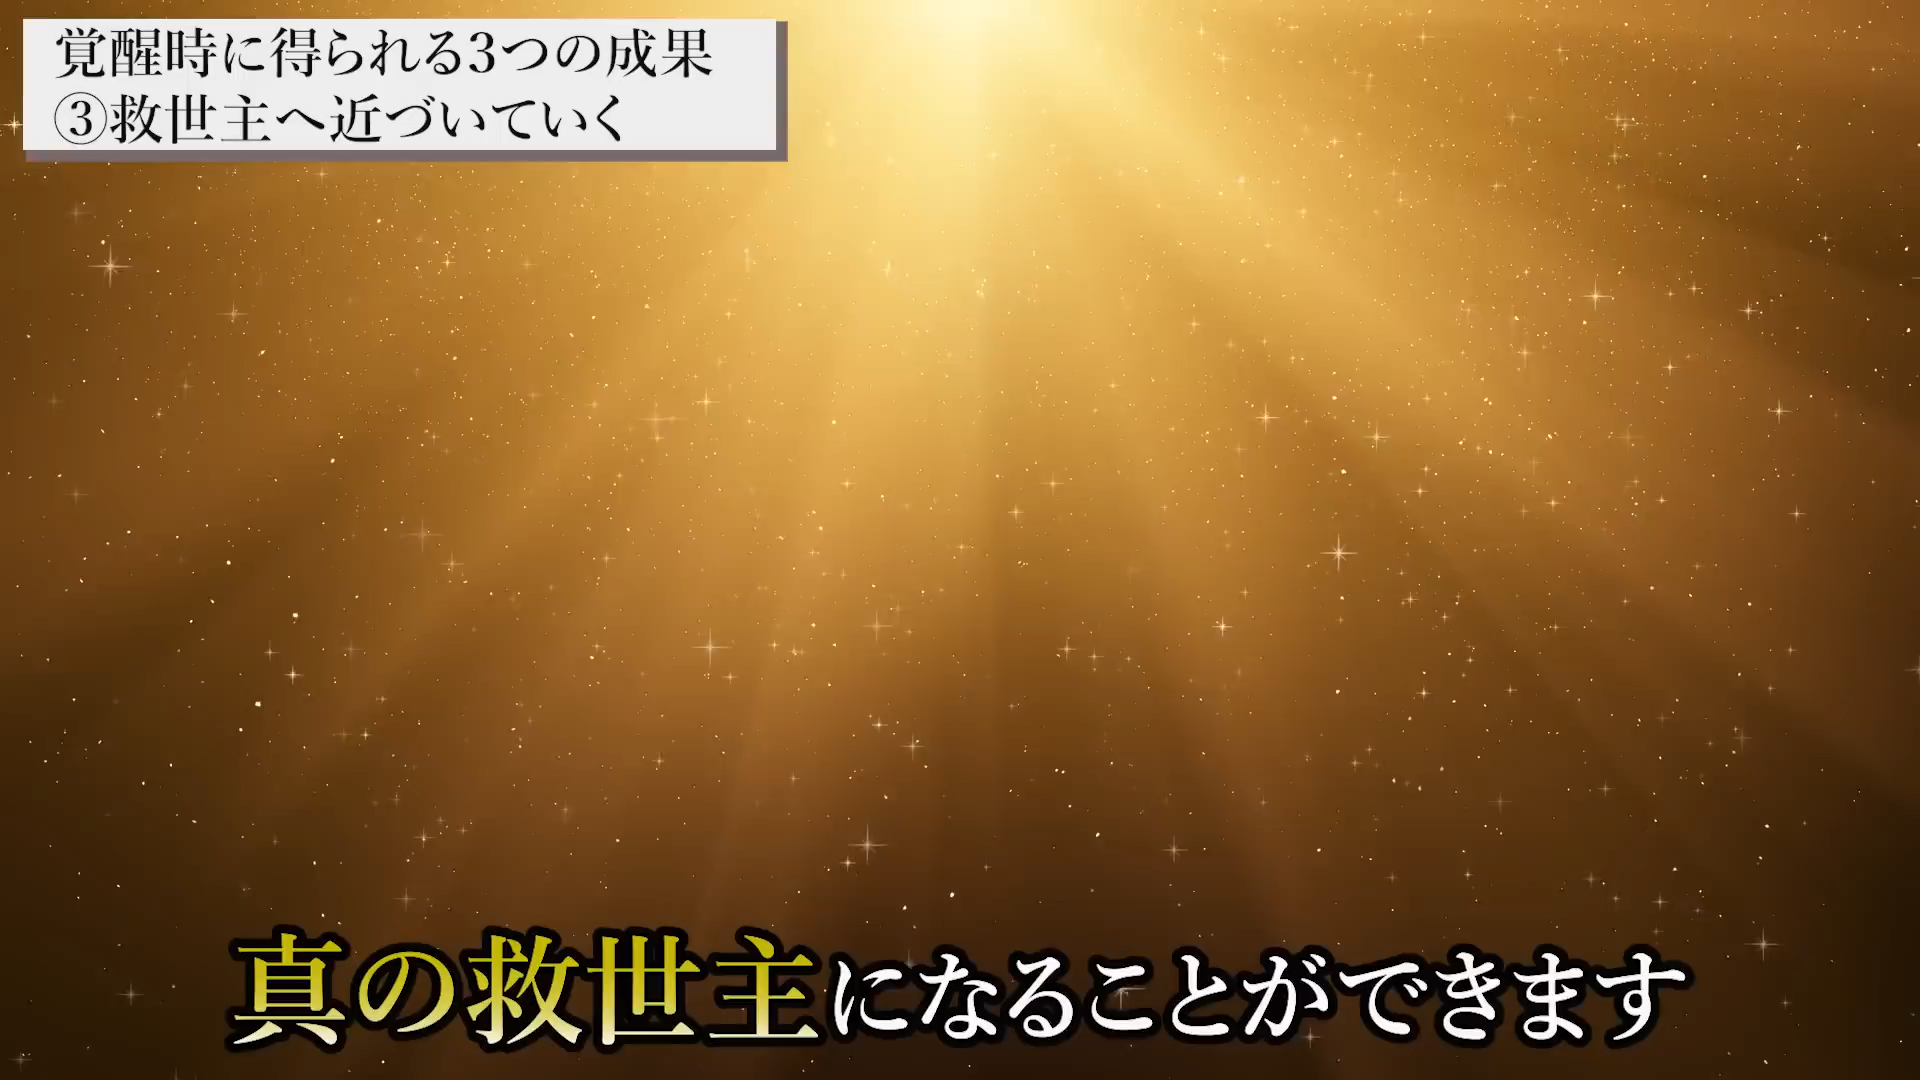 覚醒時に得られる3つの成果
③救世主へ近づいていく
真の救世主になることができます